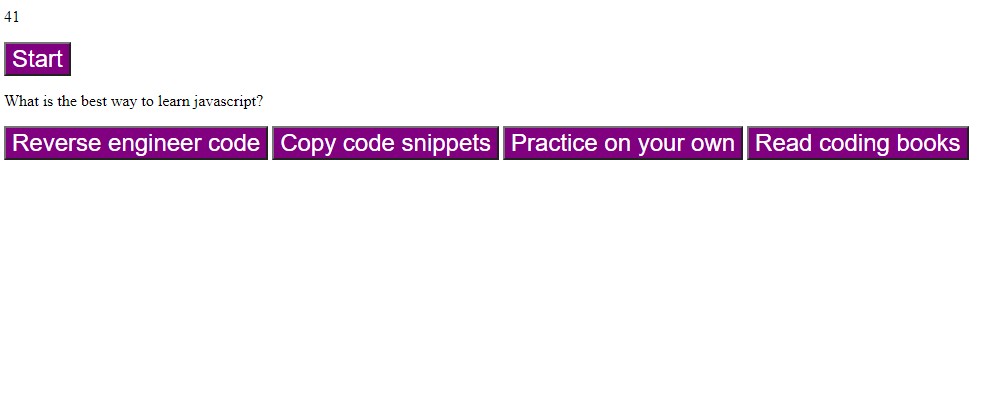 41
Start
What is the best way to learn javascript?
Reverse engineer code Copy code snippets Practice on your own Read coding books